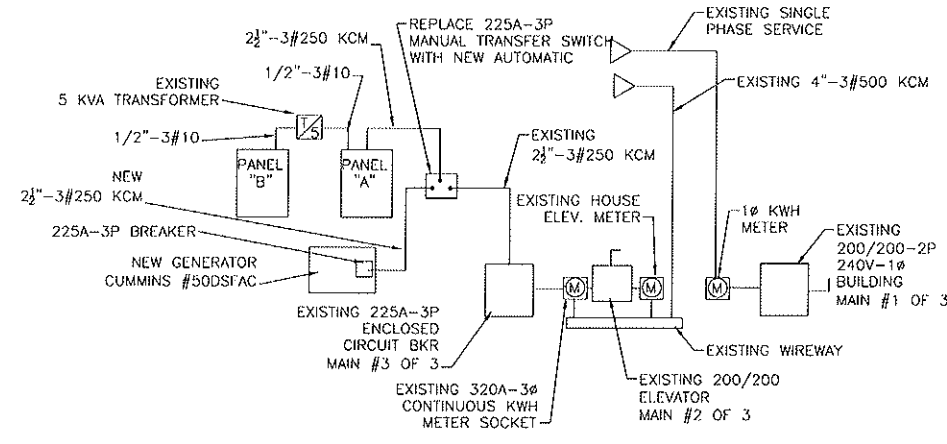 EXISTING SINGLE
PHASE SERVICE
REPLACE 225A-3P
MANUAL TRANSFER SWITCH
WITH NEW AUTOMATIC
2½"-3#250 KCM
1/2"-3#10
EXISTING
5 KVA TRANSFORMER
EXISTING 4"-3#500 KCM
T/5
1/2"-3#10
EXISTING
2½"-3#250 KCM
PANEL
"B"
PANEL
"A"
NEW
2½"-3#250 KCM
EXISTING HOUSE
ELEV. METER
1ø KWH
METER
225A-3P BREAKER
EXISTING
200/200-2P
240V-1ø
BUILDING
MAIN #1 OF 3
NEW GENERATOR
CUMMINS #50DSFAC
M
M
M
EXISTING 225A-3P
ENCLOSED
CIRCUIT BKR
MAIN #3 OF 3
EXISTING WIREWAY
EXISTING 320A-3ø
CONTINUOUS KWH
METER SOCKET
EXISTING 200/200
ELEVATOR
MAIN #2 OF 3